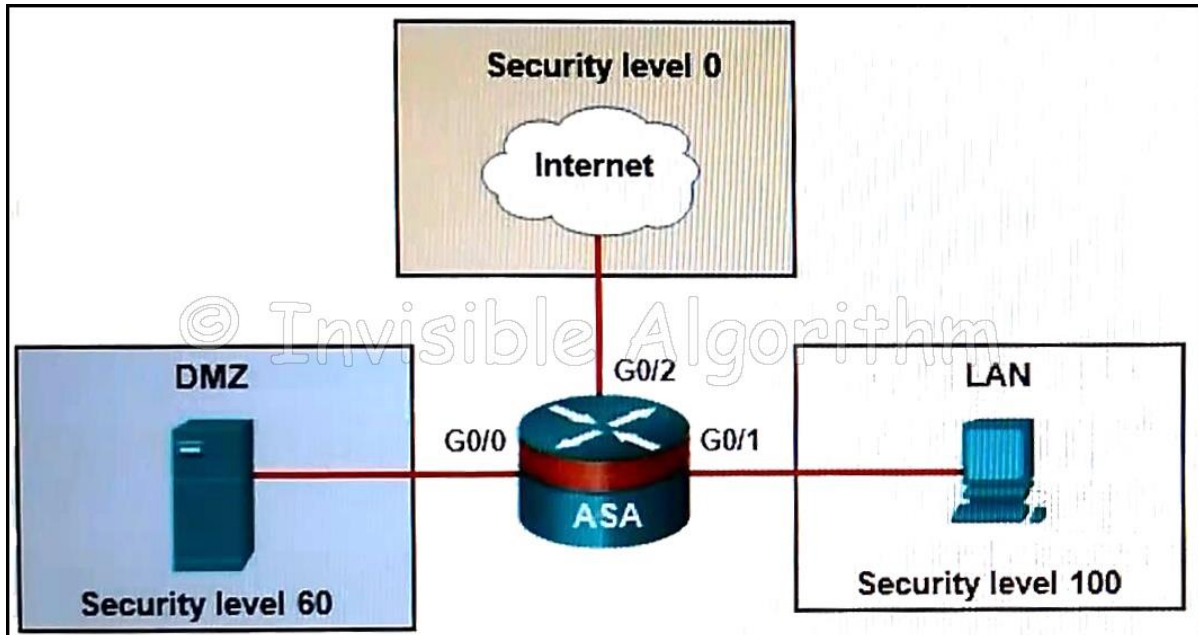 Security level 0
Internet
© Invisible Algorithm
DMZ
G0/2
LAN
G0/0
G0/1
ASA
Security level 60
Security level 100